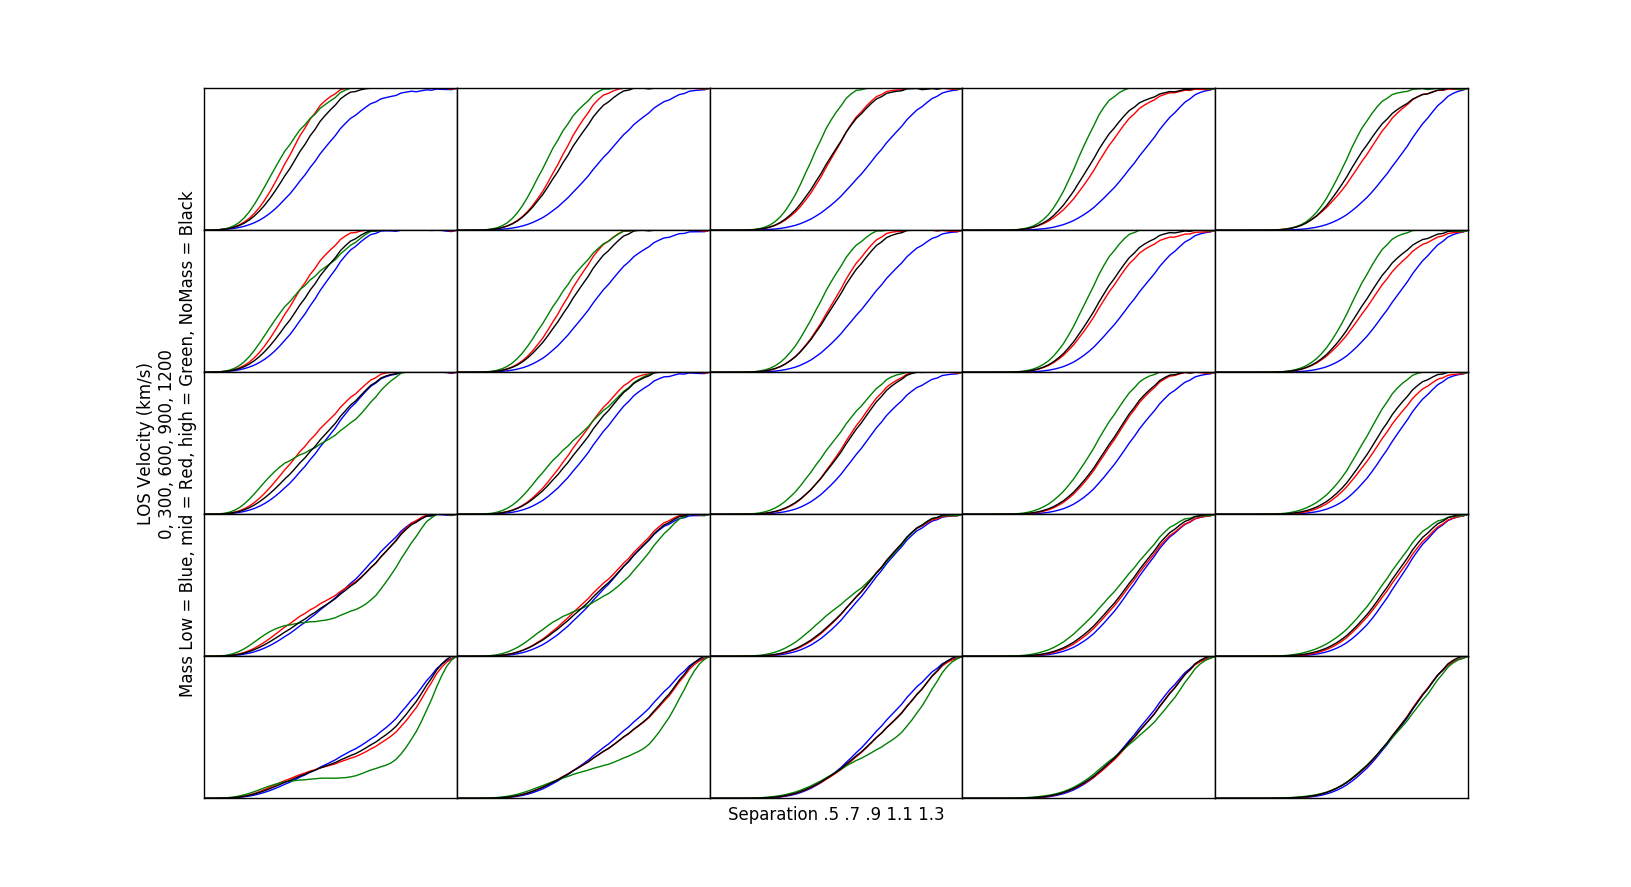 LOS Velocity (km/s)
0, 300, 600, 900, 1200
Mass Low = Blue, mid = Red, high = Green, NoMass = Black
Separation .5 .7 .9 1.1 1.3